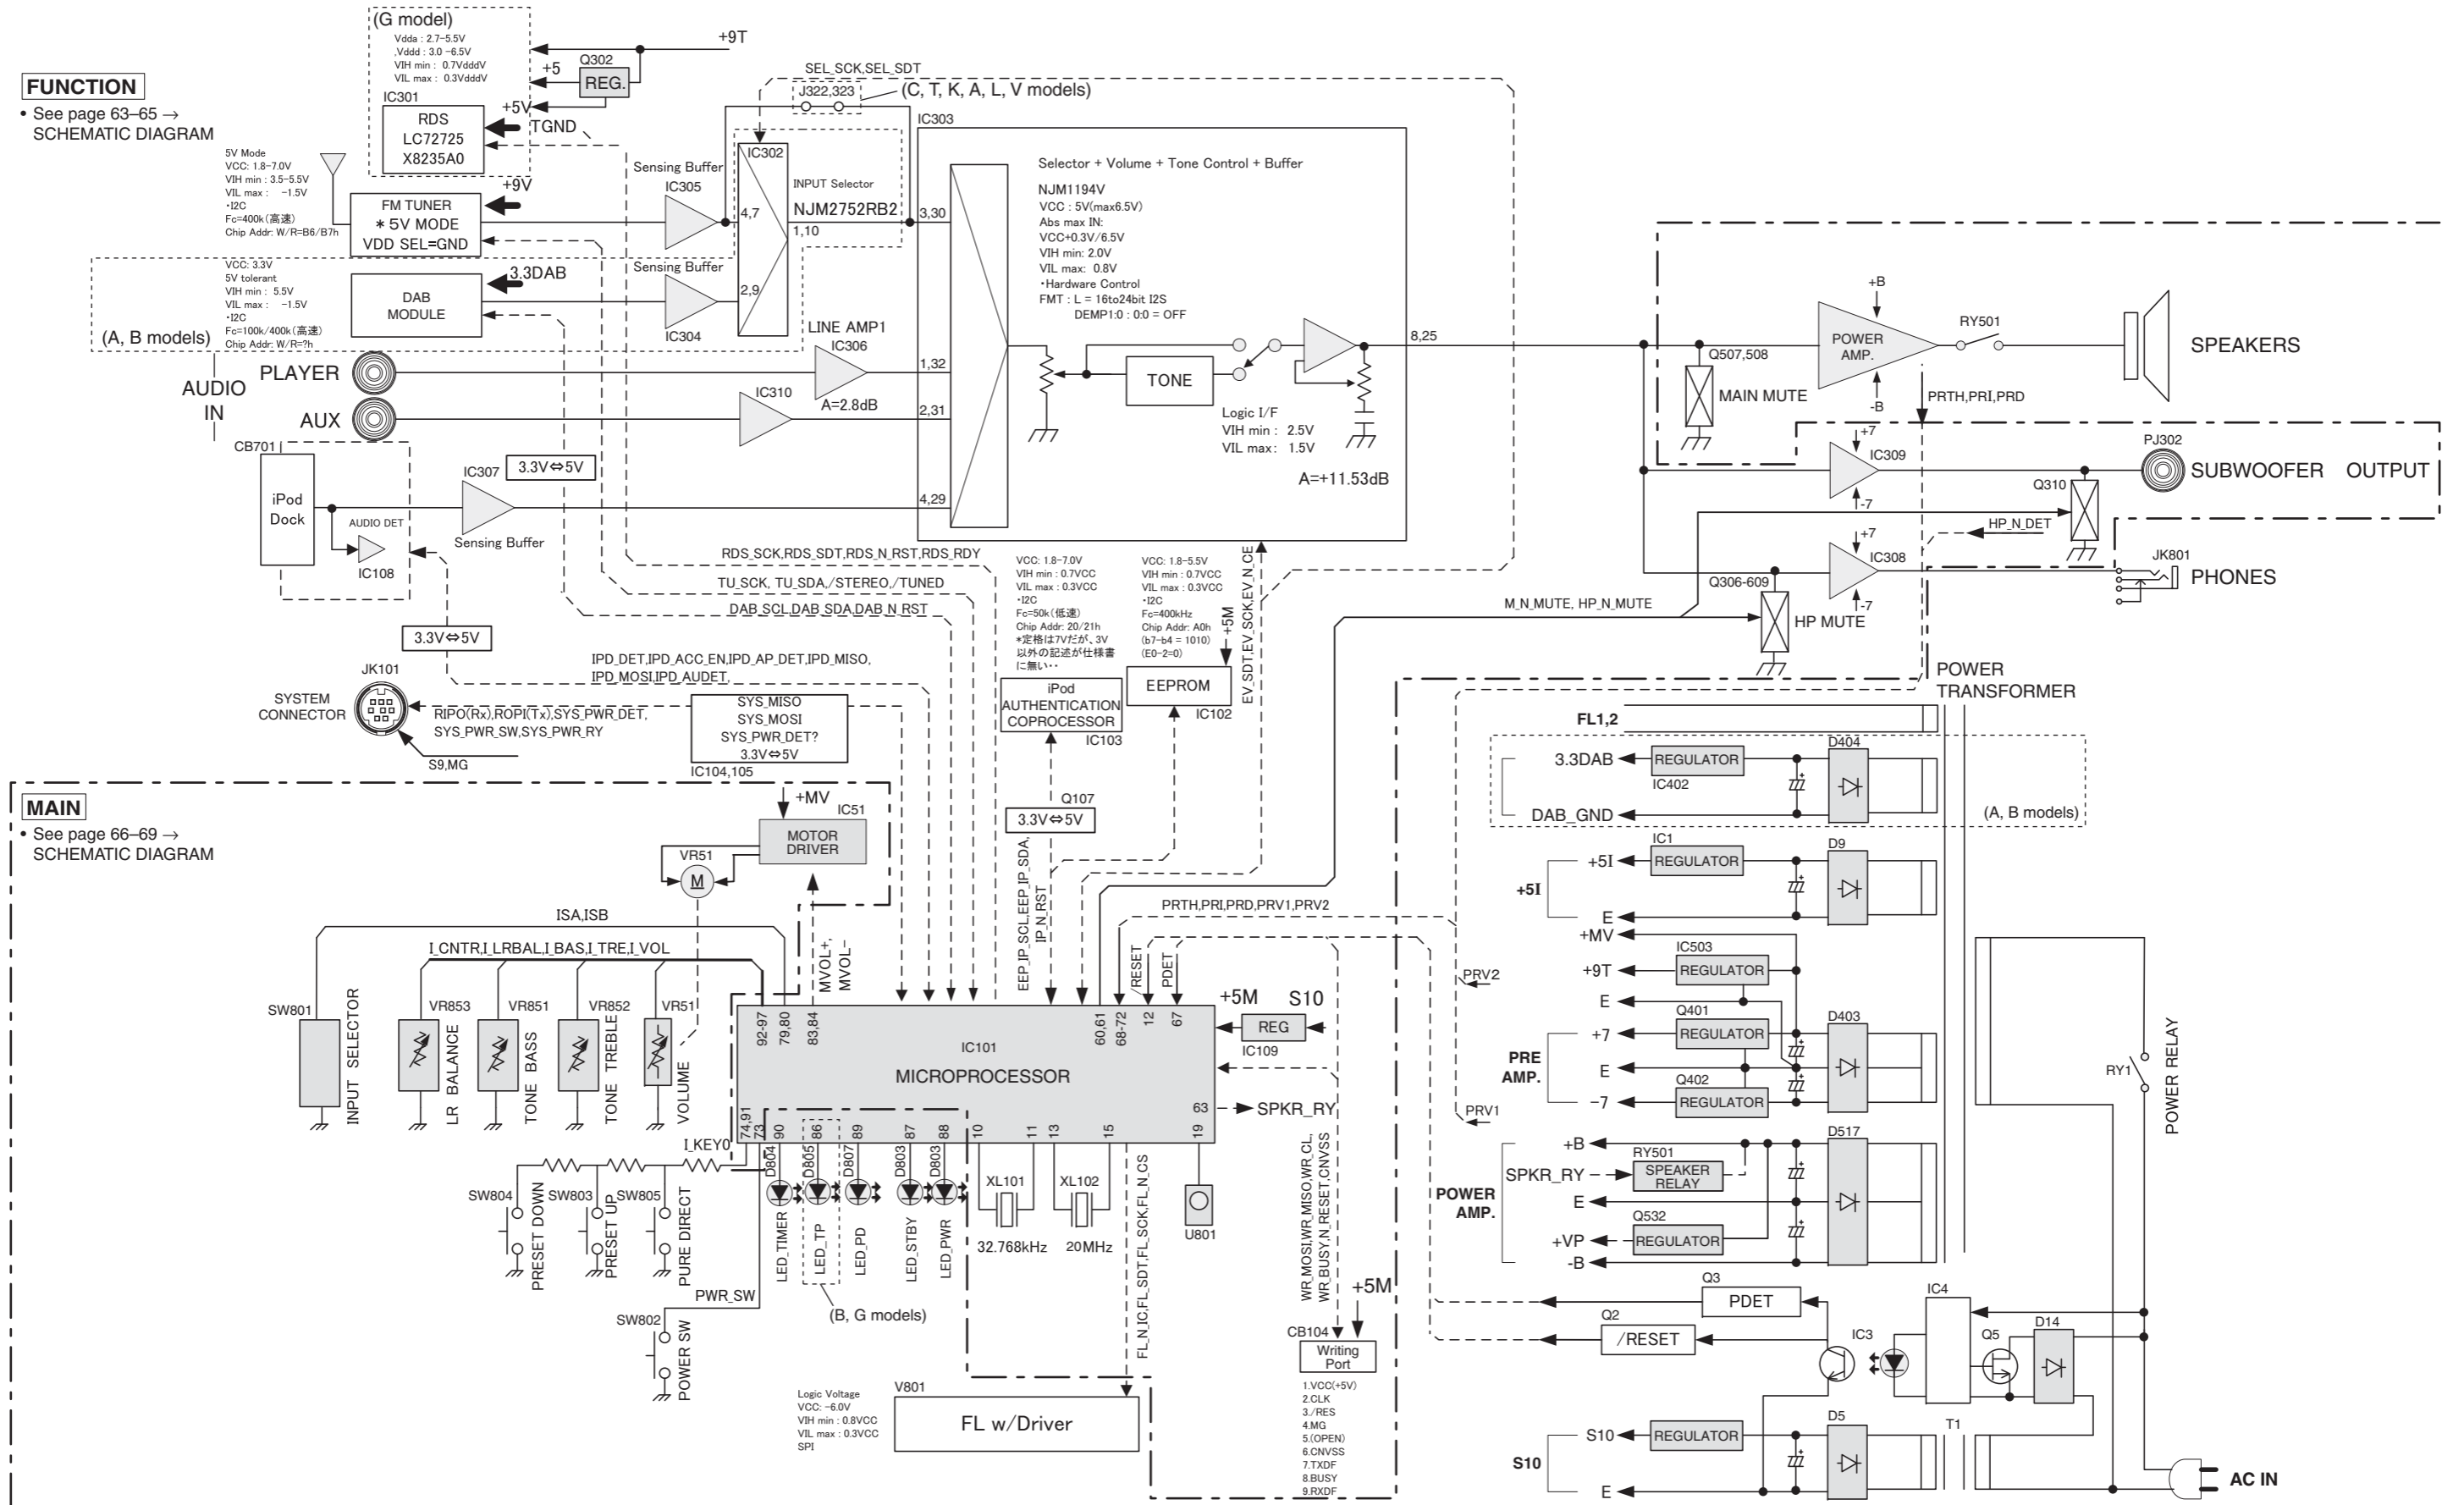 FUNCTION
• See page 63–65 →
SCHEMATIC DIAGRAM
(G model)
Vdda : 2.7-5.5V
,Vddd : 3.0 -6.5V
VIH min : 0.7VdddV
VIL max : 0.3VdddV
IC301
RDS
LC72725
X8235A0
+9T
+5
Q302
REG.
+5V
TGND
SEL_SCK,SEL_SDT
J322,323
(C, T, K, A, L, V models)
5V Mode
VCC: 1.8-7.0V
VIH min : 3.5-5.5V
VIL max : -1.5V
・I2C
Fc=400k(高速)
Chip Addr: W/R=B6/B7h
+9V
FM TUNER
* 5V MODE
VDD SEL=GND
Sensing Buffer
IC305
IC302
4,7
INPUT Selector
NJM2752RB2
1,10
(A, B models)
VCC: 3.3V
5V tolerant
VIH min : 5.5V
VIL max : -1.5V
・I2C
Fc=100k/400k(高速)
Chip Addr: W/R=?h
3.3DAB
DAB
MODULE
Sensing Buffer
2,9
IC304
AUDIO
IN
PLAYER
AUX
LINE AMP1
IC306
A=2.8dB
IC310
CB701
iPod
Dock
AUDIO DET
IC108
IC307
Sensing Buffer
3.3V⇔5V
IC303
Selector + Volume + Tone Control + Buffer
NJM1194V
VCC : 5V(max6.5V)
Abs max IN:
VCC+0.3V/6.5V
VIH min: 2.0V
VIL max: 0.8V
・Hardware Control
FMT : L = 16to24bit I2S
DEMP1:0 : 0:0 = OFF
3,30
1,32
2,31
4,29
TONE
Logic I/F
VIH min : 2.5V
VIL max: 1.5V
A=+11.53dB
8,25
Q507,508
MAIN MUTE
+B
POWER
AMP.
-B
RY501
SPEAKERS
PRTH,PRI,PRD
+7
IC309
-7
PJ302
SUBWOOFER OUTPUT
Q310
HP_N_DET
+7
IC308
-7
JK801
PHONES
Q306-609
HP MUTE
M_N_MUTE, HP_N_MUTE
RDS_SCK,RDS_SDT,RDS_N_RST,RDS_RDY
TU_SCK, TU_SDA,/STEREO,/TUNED
DAB_SCL,DAB_SDA,DAB_N_RST
3.3V⇔5V
IPD_DET,IPD_ACC_EN,IPD_AP_DET,IPD_MISO,
IPD_MOSI,IPD_AUDET,
JK101
SYSTEM
CONNECTOR
RIPO(Rx),ROPI(Tx),SYS_PWR_DET,
SYS_PWR_SW,SYS_PWR_RY
S9,MG
SYS_MISO
SYS_MOSI
SYS_PWR_DET?
3.3V⇔5V
IC104,105
VCC: 1.8-7.0V
VIH min : 0.7VCC
VIL max : 0.3VCC
・I2C
Fc=50k(低速)
Chip Addr: 20/21h
*定格は7Vだが、3V
以外の記述が仕様書
に無い・・
iPod
AUTHENTICATION
COPROCESSOR
IC103
VCC: 1.8-5.5V
VIH min : 0.7VCC
VIL max : 0.3VCC
・I2C
Fc=400kHz
Chip Addr: A0h
(b7-b4 = 1010)
(E0-2=0)
+5M
EEPROM
IC102
EV_SDT,EV_SCK,EV_N_CE
Q107
3.3V⇔5V
EEP_IP_SCL,EEP_IP_SDA,
IP_N_RST
MAIN
• See page 66–69 →
SCHEMATIC DIAGRAM
+MV
IC51
MOTOR
DRIVER
VR51
M
MVOL+,
MVOL-
ISA,ISB
I_CNTR,I_LRBAL,I_BAS,I_TRE,I_VOL
SW801
INPUT SELECTOR
VR853
LR BALANCE
VR851
TONE BASS
VR852
TONE TREBLE
VR51
VOLUME
92-97
79,80
83,84
60,61
68-72
12
67
PRTH,PRI,PRD,PRV1,PRV2
/RESET
PDET
+5M
S10
REG
IC109
IC101
MICROPROCESSOR
63
SPKR_RY
74,91
73
90
86
89
87
88
10
11
13
15
19
I_KEY0
SW804
PRESET DOWN
SW803
PRESET UP
SW805
PURE DIRECT
PWR_SW
SW802
POWER SW
D804
LED_TIMER
D805
LED_TP
D807
LED_PD
D803
LED_STBY
D803
LED_PWR
(B, G models)
XL101
32.768kHz
XL102
20MHz
U801
FL_N_IC,FL_SDT,FL_SCK,FL_N_CS
WR_MOSI,WR_MISO,WR_CL,
WR_BUSY,N_RESET,CNVSS
+5M
CB104
Writing
Port
1.VCC(+5V)
2.CLK
3./RES
4.MG
5.(OPEN)
6.CNVSS
7.TXDF
8.BUSY
9.RXDF
Logic Voltage
VCC: -6.0V
VIH min : 0.8VCC
VIL max : 0.3VCC
SPI
V801
FL w/Driver
POWER
TRANSFORMER
FL1,2
3.3DAB
REGULATOR
IC402
D404
DAB_GND
(A, B models)
+5I
+5I
IC1
REGULATOR
D9
E
+MV
IC503
+9T
REGULATOR
E
PRV2
PRE
AMP.
+7
Q401
REGULATOR
D403
E
Q402
-7
REGULATOR
PRV1
POWER
AMP.
+B
D517
SPKR_RY
RY501
SPEAKER
RELAY
E
Q532
+VP
REGULATOR
-B
RY1
POWER RELAY
Q3
PDET
Q2
/RESET
IC3
IC4
Q5
D14
S10
S10
REGULATOR
D5
E
T1
AC IN